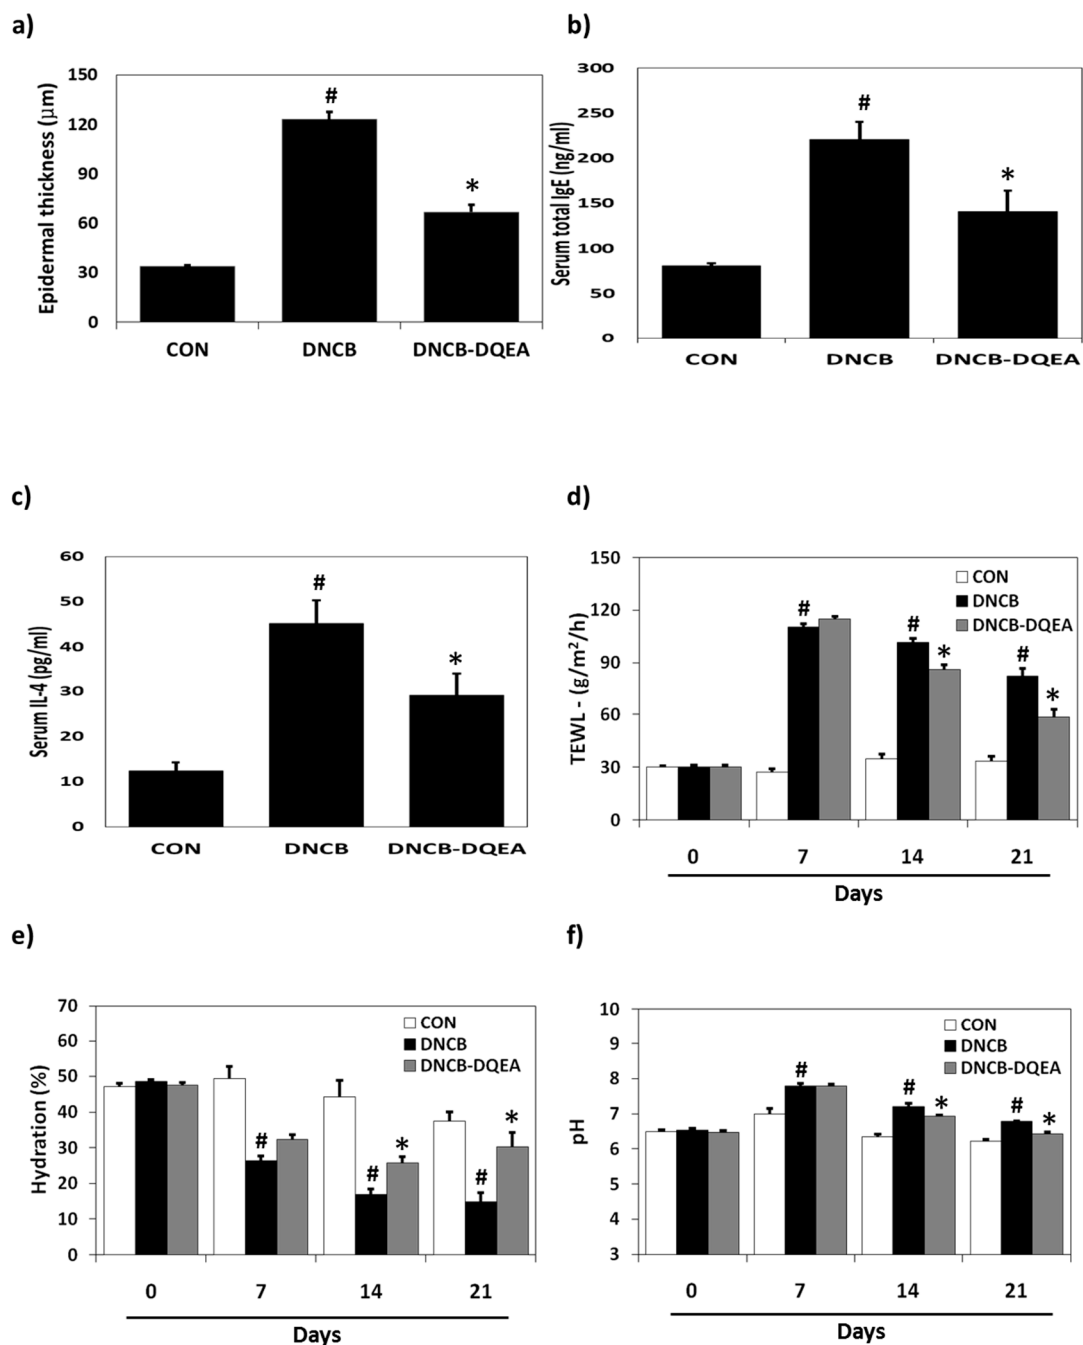 a)
Epidermal thickness (μm)
150
120
90
60
30
0
#
*
CON DNCB DNCB-DQEA
b)
Serum total IgE (ng/ml)
300
250
200
150
100
50
0
#
*
CON DNCB DNCB-DQEA
c)
Serum IL-4 (pg/ml)
60
50
40
30
20
10
0
#
*
CON DNCB DNCB-DQEA
d)
TEWL - (g/m²/h)
150
120
90
60
30
0
CON
DNCB
DNCB-DQEA
#
#
*
#
*
0 7 14 21
Days
e)
Hydration (%)
70
60
50
40
30
20
10
0
CON
DNCB
DNCB-DQEA
#
#
*
#
*
0 7 14 21
Days
f)
pH
10
9
8
7
6
5
4
3
CON
DNCB
DNCB-DQEA
#
#
*
#
*
0 7 14 21
Days